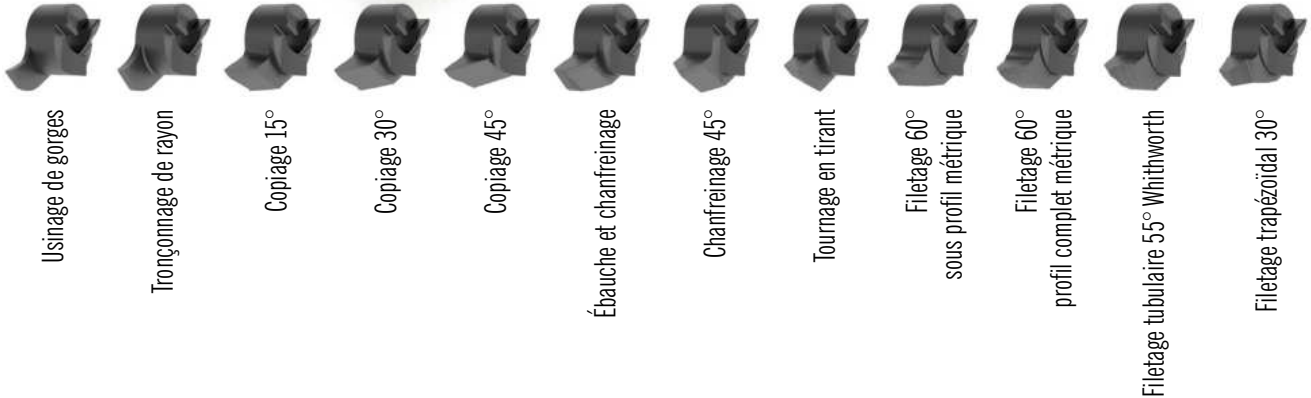 Usinage de gorges
Tronçonnage de rayon
Copiage 15°
Copiage 30°
Copiage 45°
Ébauche et chanfreinage
Chanfreinage 45°
Tournage en tirant
Filetage 60°
sous profil métrique
Filetage 60°
profil complet métrique
Filetage tubulaire 55° Whithworth
Filetage trapézoïdal 30°